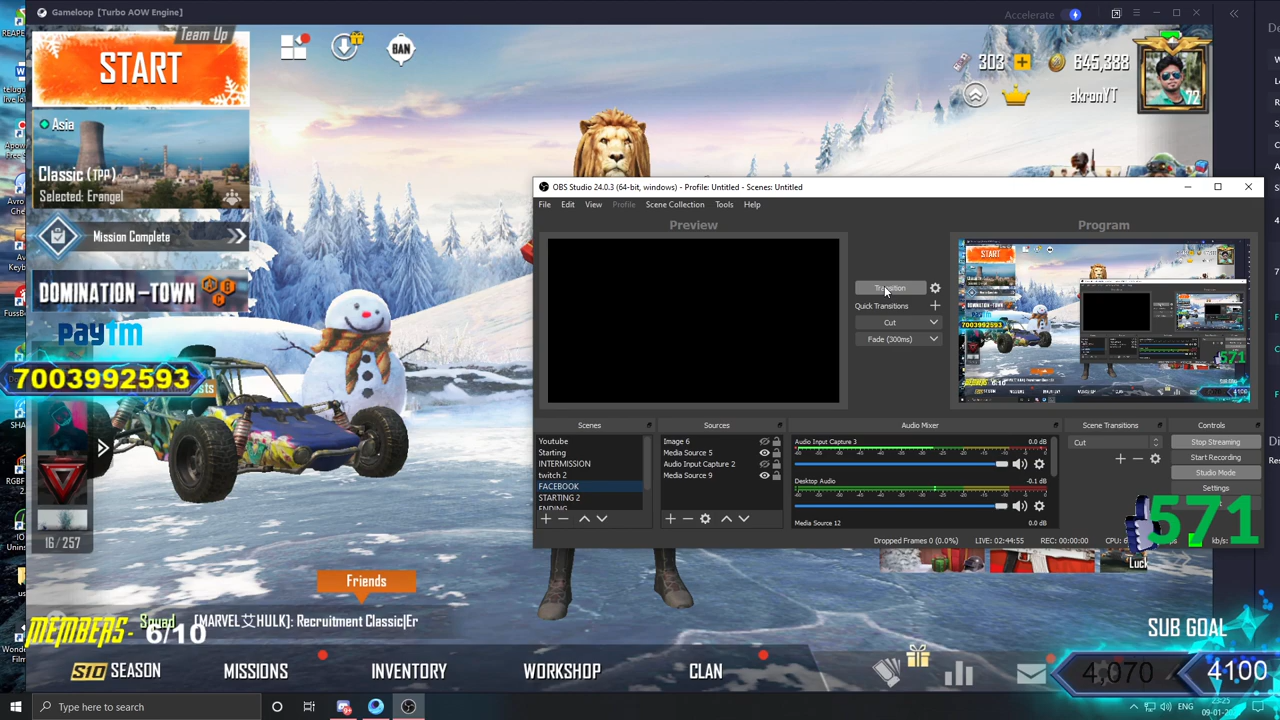 Gameloop [Turbo AOW Engine]
Accelerate
Team Up
START
BAN
303
645,388
akronYT
72
Asia
Classic (TPP)
Selected: Erangel
Mission Complete
DOMINATION-TOWN
A
B
C
paytm
7003992593
16/257
Friends
Squad [MARVEL艾HULK]: Recruitment Classic|Er
MEMBERS- 6/10
S10 SEASON
MISSIONS
INVENTORY
WORKSHOP
CLAN
Luck
SUB GOAL
4,070
4100
571
OBS Studio 24.0.3 (64-bit, windows) - Profile: Untitled - Scenes: Untitled
File Edit View Profile Scene Collection Tools Help
Preview
Program
Transition
Quick Transitions
Cut
Fade (300ms)
Scenes
Youtube
Starting
INTERMISSION
twitch 2
FACEBOOK
STARTING 2
ENDING
Sources
Image 6
Media Source 5
Audio Input Capture 2
Media Source 9
Audio Mixer
Audio Input Capture 3 0.0 dB
Desktop Audio -0.1 dB
Media Source 12 0.0 dB
Scene Transitions
Cut
Controls
Stop Streaming
Start Recording
Studio Mode
Settings
Dropped Frames 0 (0.0%) LIVE: 02:44:55 REC: 00:00:00 CPU: kb/s:
Type here to search
ENG
23:25